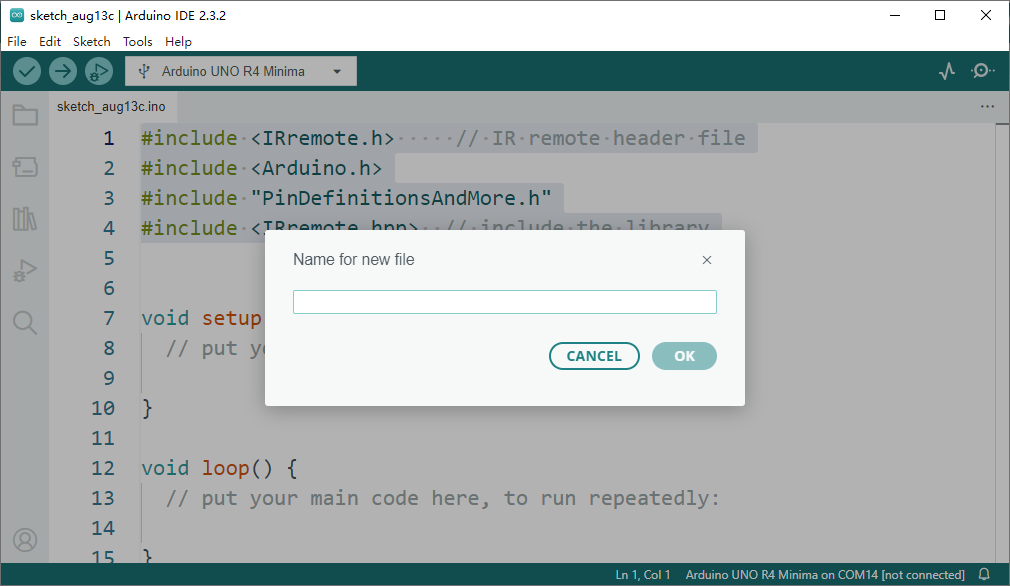 sketch_aug13c | Arduino IDE 2.3.2
File Edit Sketch Tools Help
Arduino UNO R4 Minima
sketch_aug13c.ino
1 #include <IRremote.h> // IR remote header file
2 #include <Arduino.h>
3 #include "PinDefinitionsAndMore.h"
4 #include <IRremote.hpp> // include the library
5
6
7 void setup
8 // put yo
9
10 }
11
12 void loop() {
13 // put your main code here, to run repeatedly:
14
15 }
Name for new file
CANCEL OK
Ln 1, Col 1 Arduino UNO R4 Minima on COM14 [not connected]